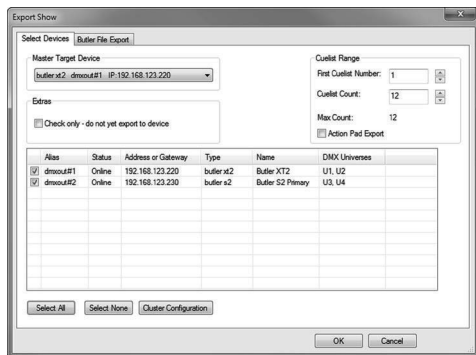 Export Show
Select Devices Butler File Export
Master Target Device
butler xt2 dmxout#1 IP:192.168.123.220
Extras
Check only - do not yet export to device
Cuelist Range
First Cuelist Number: 1
Cuelist Count: 12
Max Count: 12
Action Pad Export
Alias Status Address or Gateway Type Name DMX Universes
dmxout#1 Online 192.168.123.220 butler xt2 Butler XT2 U1, U2
dmxout#2 Online 192.168.123.230 butler s2 Butler S2 Primary U3, U4
Select All Select None Cluster Configuration
OK Cancel